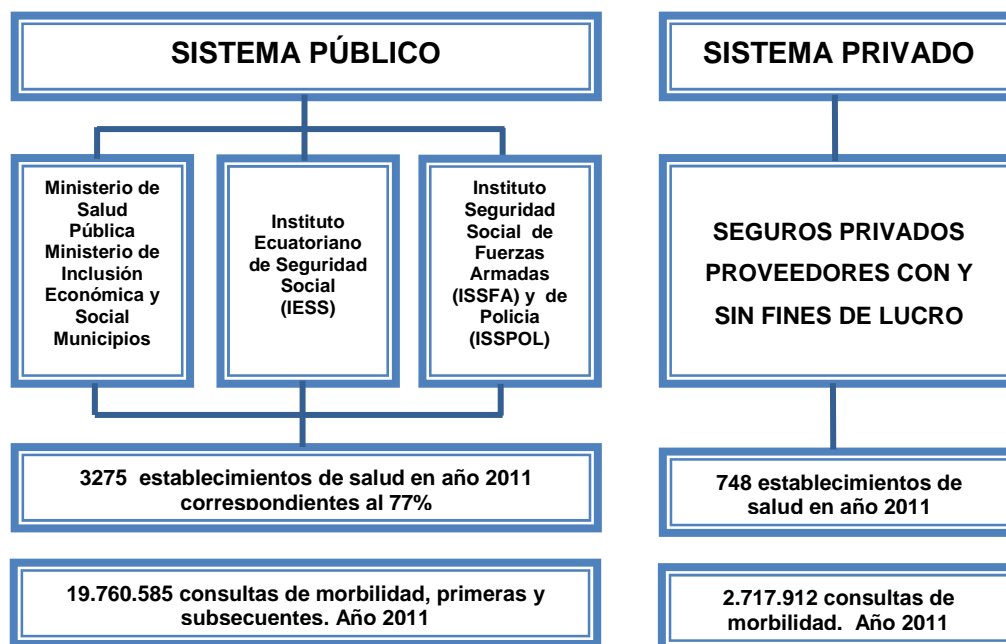 SISTEMA PÚBLICO
SISTEMA PRIVADO
Ministerio de
Salud
Pública
Ministerio de
Inclusión
Económica y
Social
Municipios
Instituto
Ecuatoriano
de Seguridad
Social
(IESS)
Instituto
Seguridad
Social de
Fuerzas
Armadas
(ISSFA) y de
Policia
(ISSPOL)
SEGUROS PRIVADOS
PROVEEDORES CON Y
SIN FINES DE LUCRO
3275 establecimientos de salud en año 2011
correspondientes al 77%
748 establecimientos de
salud en año 2011
19.760.585 consultas de morbilidad, primeras y
subsecuentes. Año 2011
2.717.912 consultas de
morbilidad. Año 2011